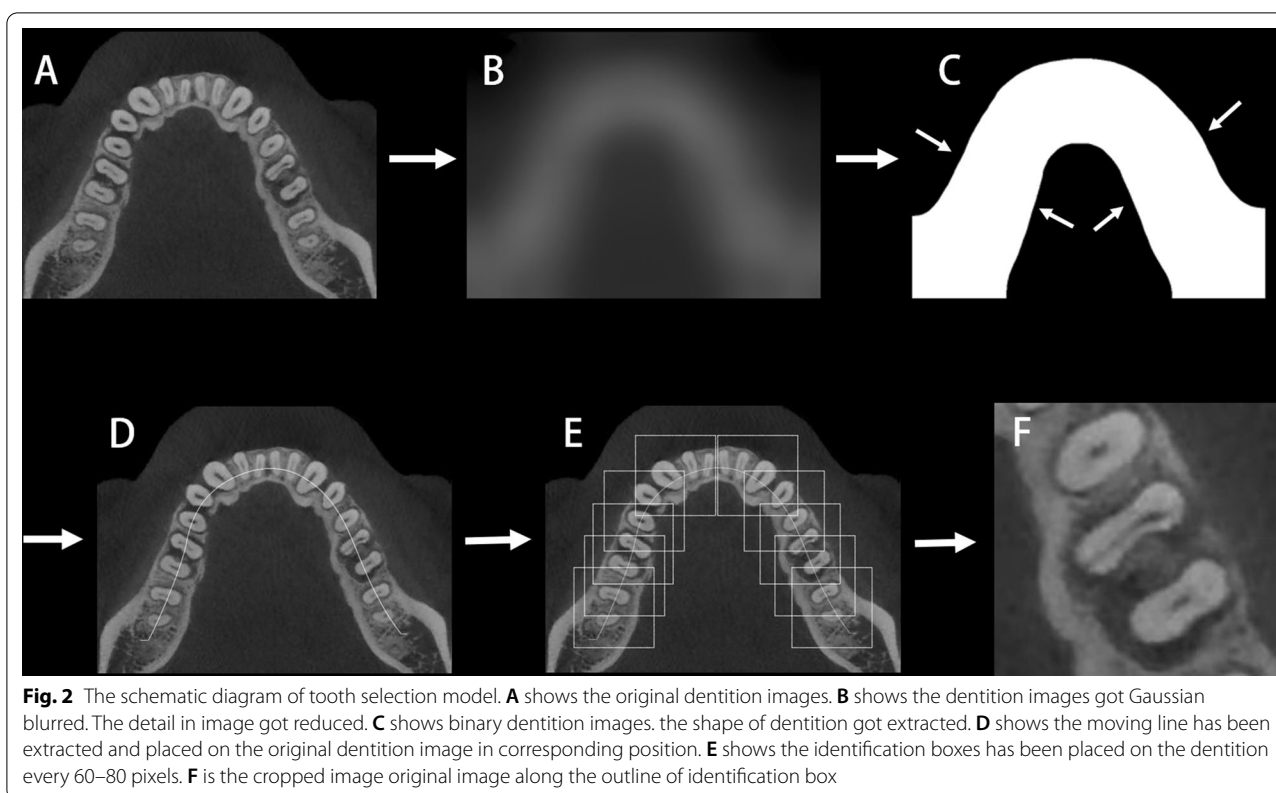 A
B
C
D
E
F
Fig. 2 The schematic diagram of tooth selection model. A shows the original dentition images. B shows the dentition images got Gaussian
blurred. The detail in image got reduced. C shows binary dentition images. the shape of dentition got extracted. D shows the moving line has been
extracted and placed on the original dentition image in corresponding position. E shows the identification boxes has been placed on the dentition
every 60–80 pixels. F is the cropped image original image along the outline of identification box